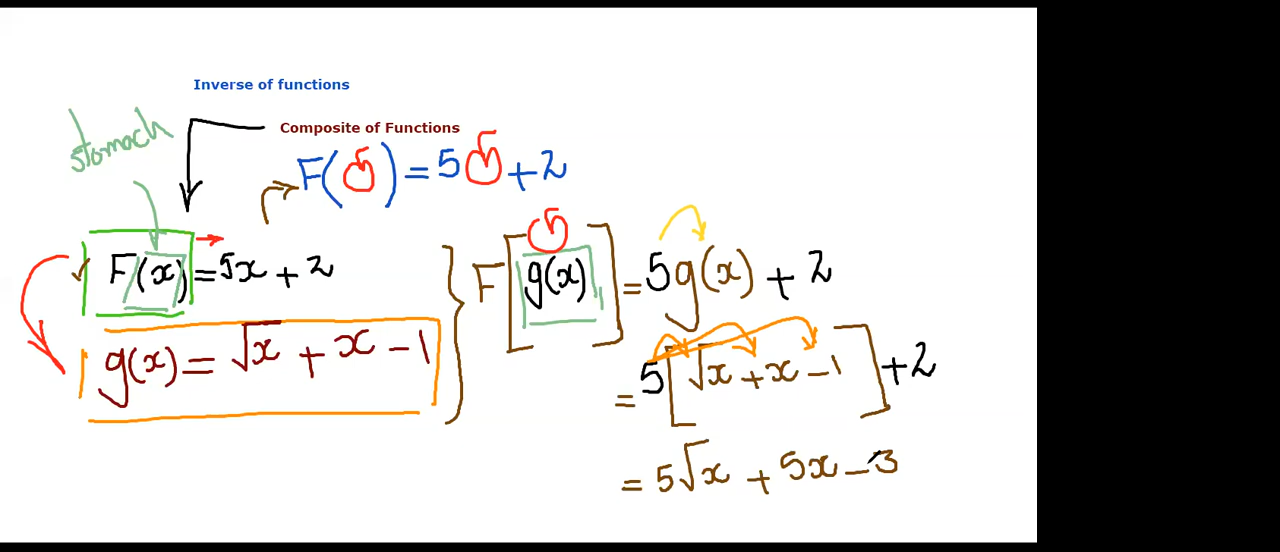 Inverse of functions
stomach
Composite of Functions
F( ) = 5 + 2
F(x) = 5x + 2
g(x) = √x + x - 1
F[g(x)] = 5g(x) + 2
= 5[√x + x - 1] + 2
= 5√x + 5x - 3